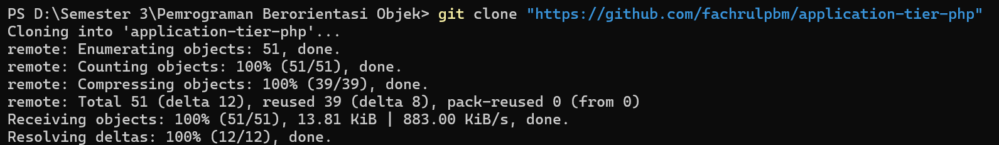 PS D:\Semester 3\Pemrograman Berorientasi Objek> git clone "https://github.com/fachrulpbm/application-tier-php"
Cloning into 'application-tier-php'...
remote: Enumerating objects: 51, done.
remote: Counting objects: 100% (51/51), done.
remote: Compressing objects: 100% (39/39), done.
remote: Total 51 (delta 12), reused 39 (delta 8), pack-reused 0 (from 0)
Receiving objects: 100% (51/51), 13.81 KiB | 883.00 KiB/s, done.
Resolving deltas: 100% (12/12), done.